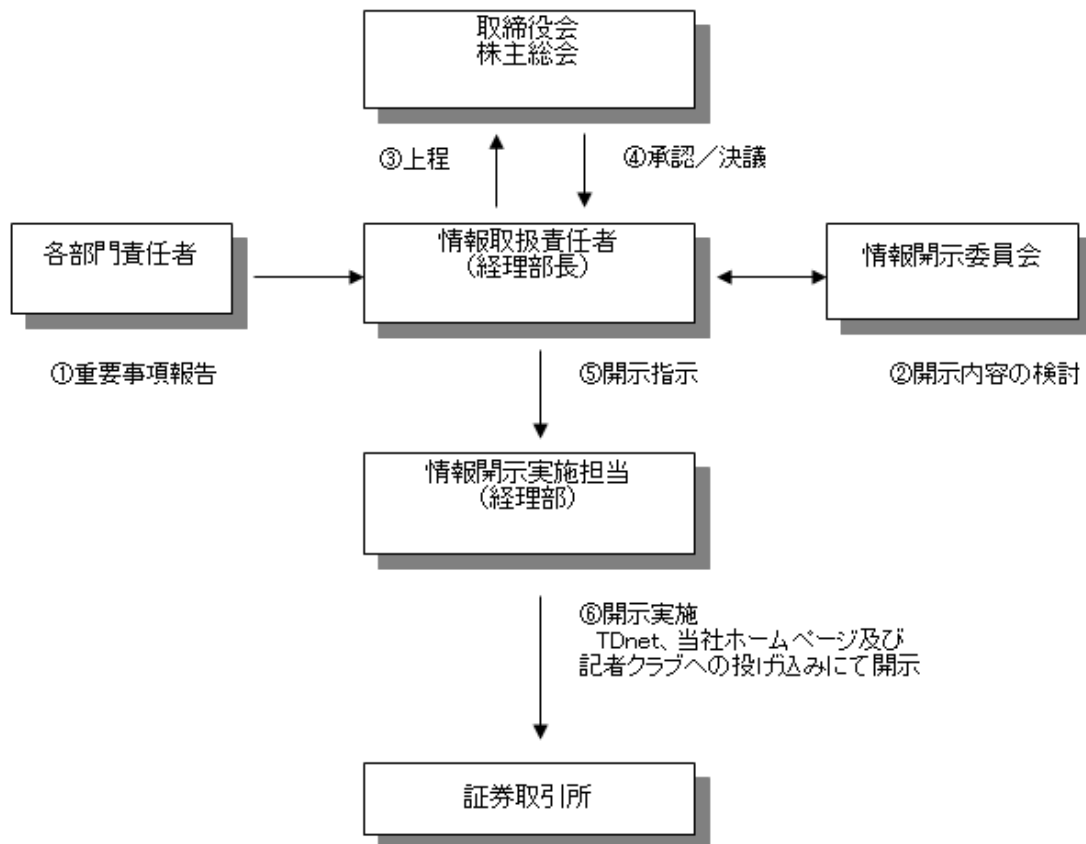 取締役会
株主総会
③上程
④承認／決議
各部門責任者
情報取扱責任者
（経理部長）
情報開示委員会
①重要事項報告
⑤開示指示
②開示内容の検討
情報開示実施担当
（経理部）
⑥開示実施
TDnet、当社ホームページ及び
記者クラブへの投げ込みにて開示
証券取引所